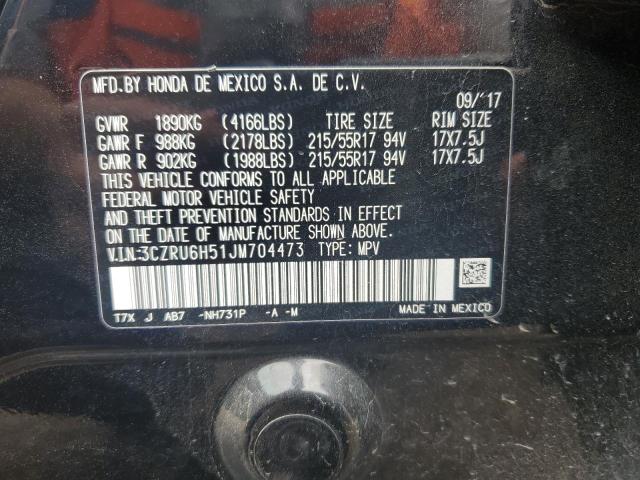 MFD.BY HONDA DE MEXICO S.A. DE C.V.
09/'17
GVWR 1890KG (4166LBS) TIRE SIZE RIM SIZE
GAWR F 988KG (2178LBS) 215/55R17 94V 17X7.5J
GAWR R 902KG (1988LBS) 215/55R17 94V 17X7.5J
THIS VEHICLE CONFORMS TO ALL APPLICABLE
FEDERAL MOTOR VEHICLE SAFETY
AND THEFT PREVENTION STANDARDS IN EFFECT
ON THE DATE OF MANUFACTURE SHOWN ABOVE.
V.I.N:3CZRU6H51JM704473 TYPE: MPV
T7X J AB7 -NH731P -A -M MADE IN MEXICO